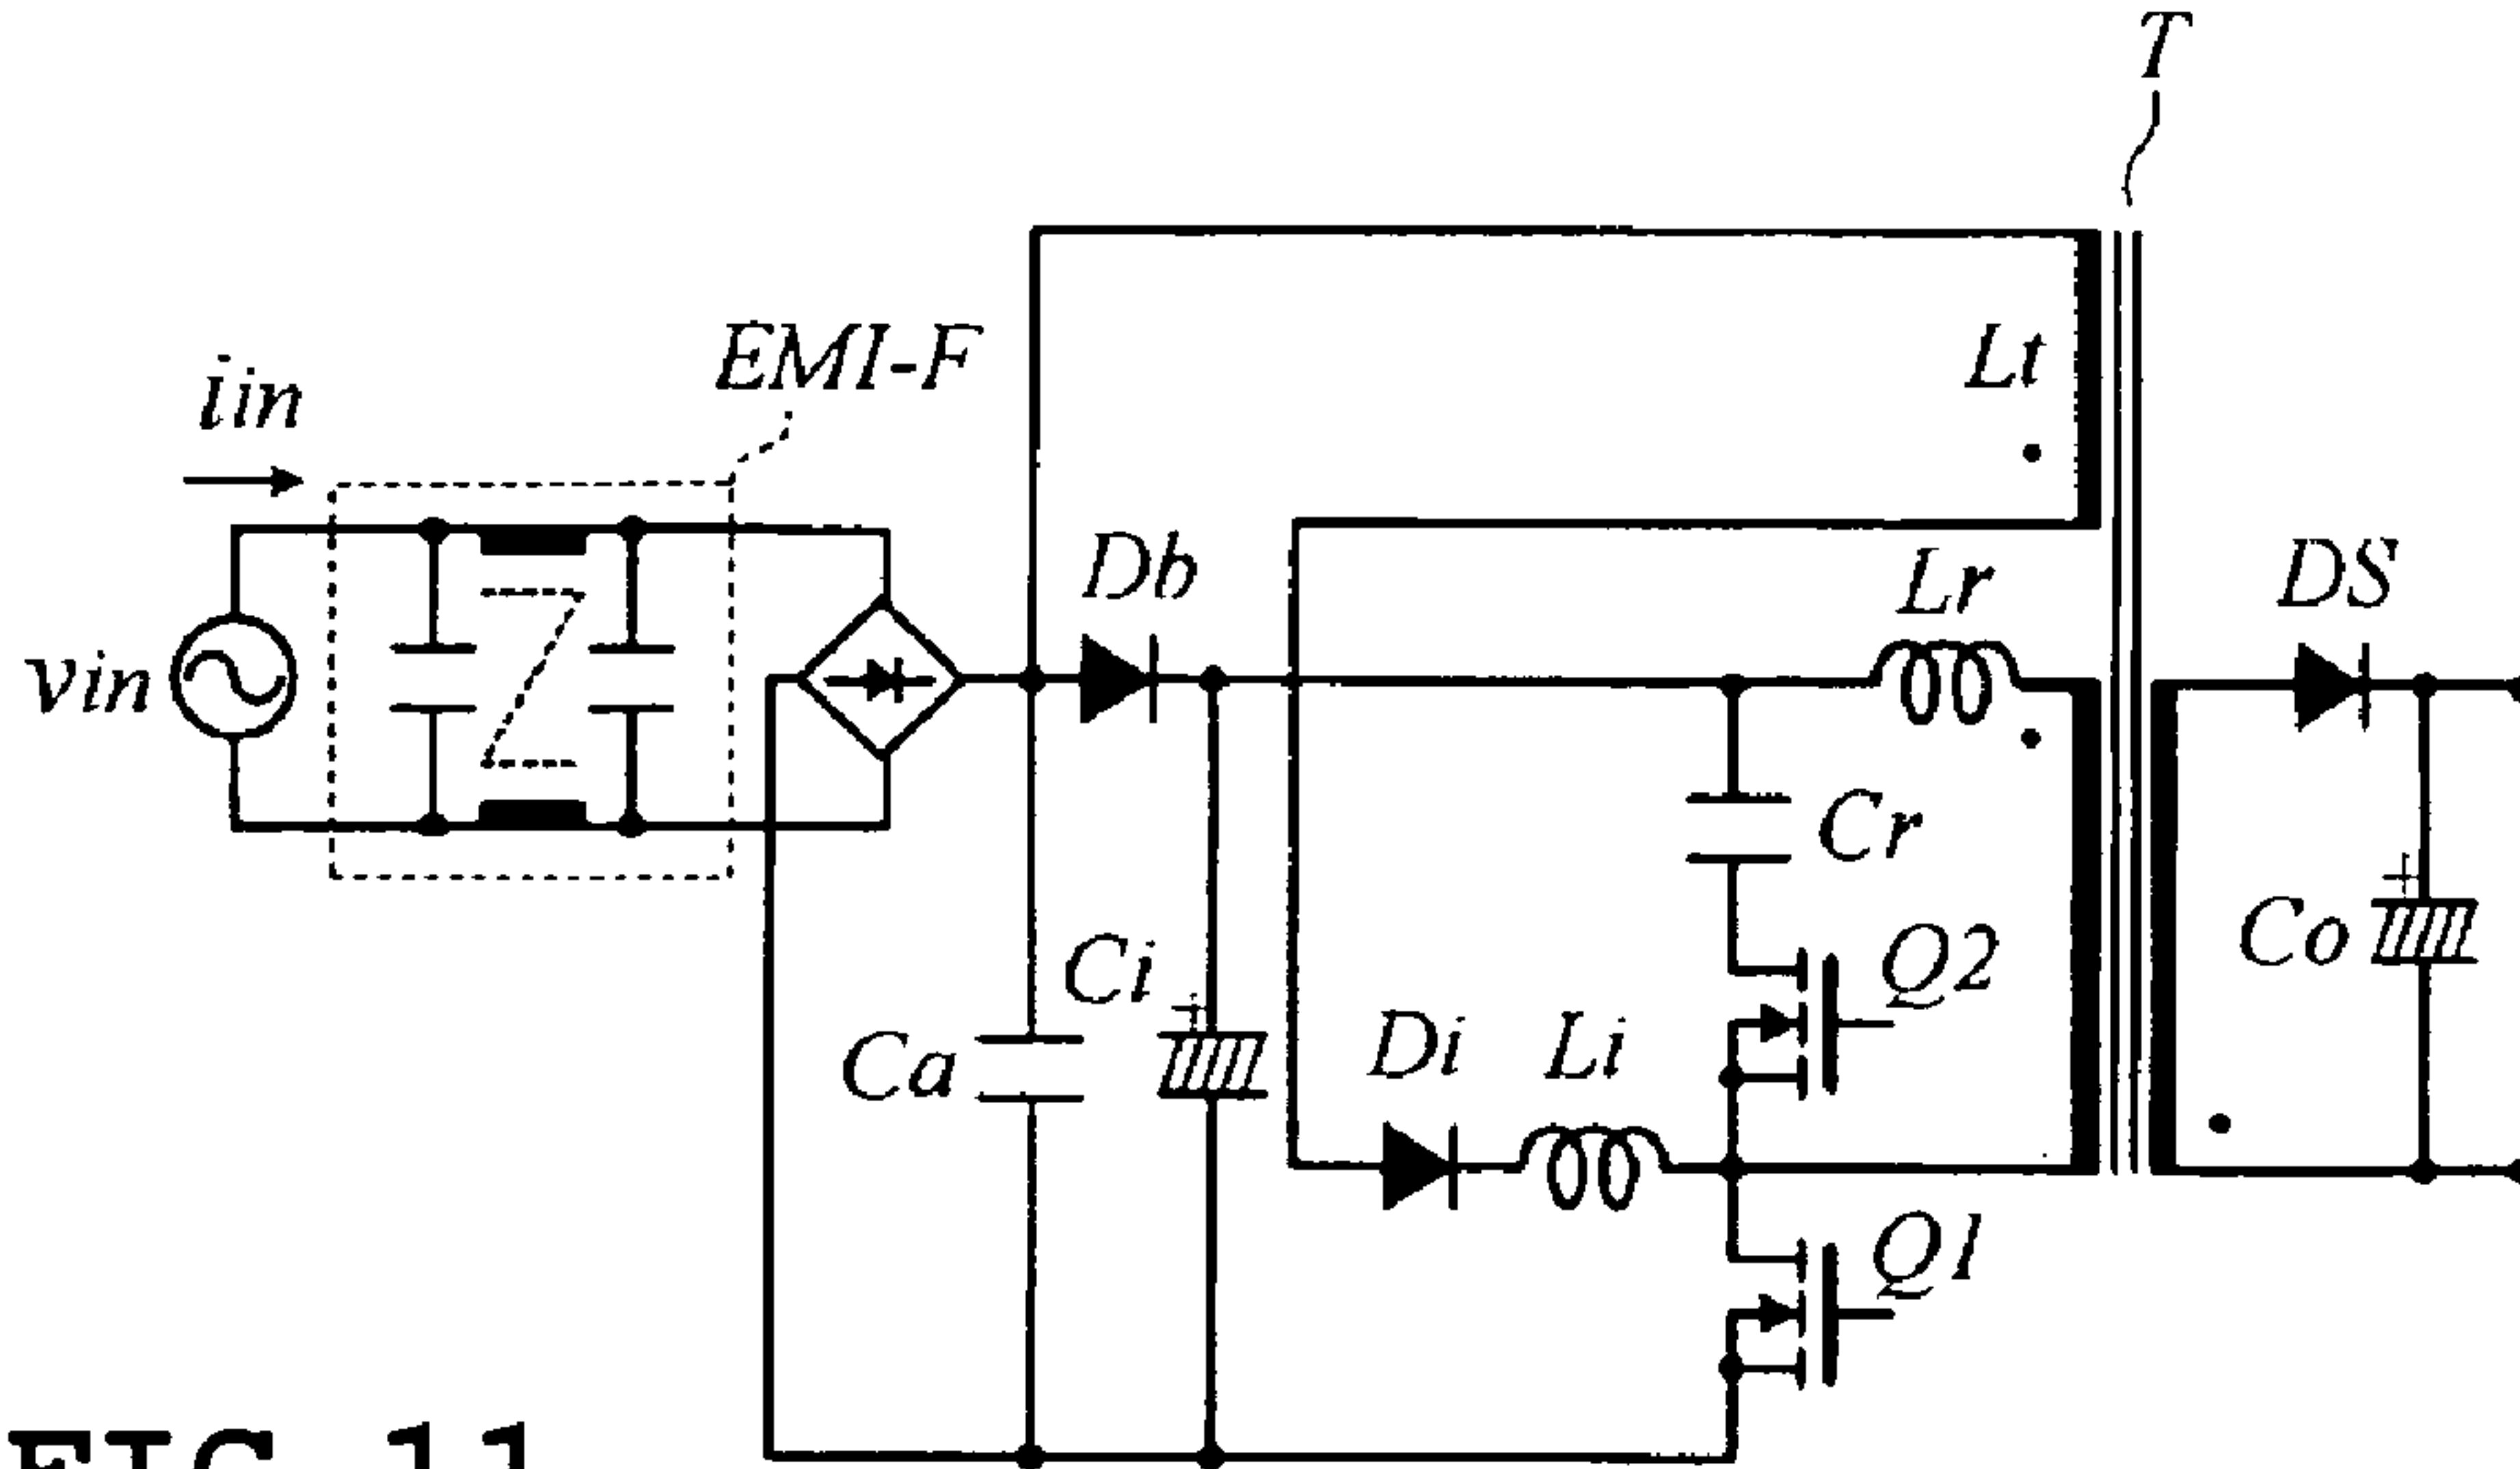 T
EMI-F
iin
Lt
Db
Lr
DS
vin
Cr
Ci
Q2
Co
Ca
Di
Li
Q1
FIG. 11